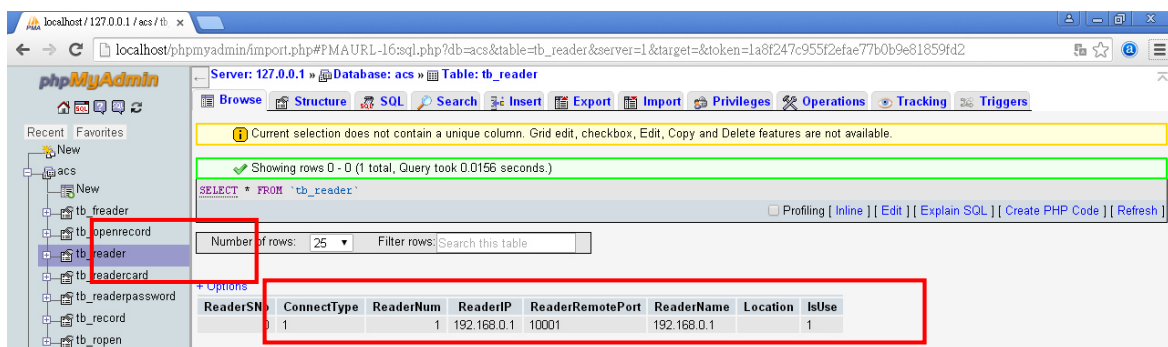 localhost / 127.0.0.1 / acs / tb
localhost/phpmyadmin/import.php#PMAURL-16:sql.php?db=acs&table=tb_reader&server=1&target=&token=1a8f247c955f2efae77b0b9e81859fd2
phpMyAdmin
Recent Favorites
New
acs
New
tb_freader
tb_openrecord
tb_reader
tb_readercard
tb_readerpassword
tb_record
tb_ropen
Server: 127.0.0.1 » Database: acs » Table: tb_reader
Browse Structure SQL Search Insert Export Import Privileges Operations Tracking Triggers
Current selection does not contain a unique column. Grid edit, checkbox, Edit, Copy and Delete features are not available.
Showing rows 0 - 0 (1 total, Query took 0.0156 seconds.)
SELECT * FROM `tb_reader`
Profiling [ Inline ] [ Edit ] [ Explain SQL ] [ Create PHP Code ] [ Refresh ]
Number of rows: 25 Filter rows: Search this table
+ Options
ReaderSNo ConnectType ReaderNum ReaderIP ReaderRemotePort ReaderName Location IsUse
0 1 1 192.168.0.1 10001 192.168.0.1 1